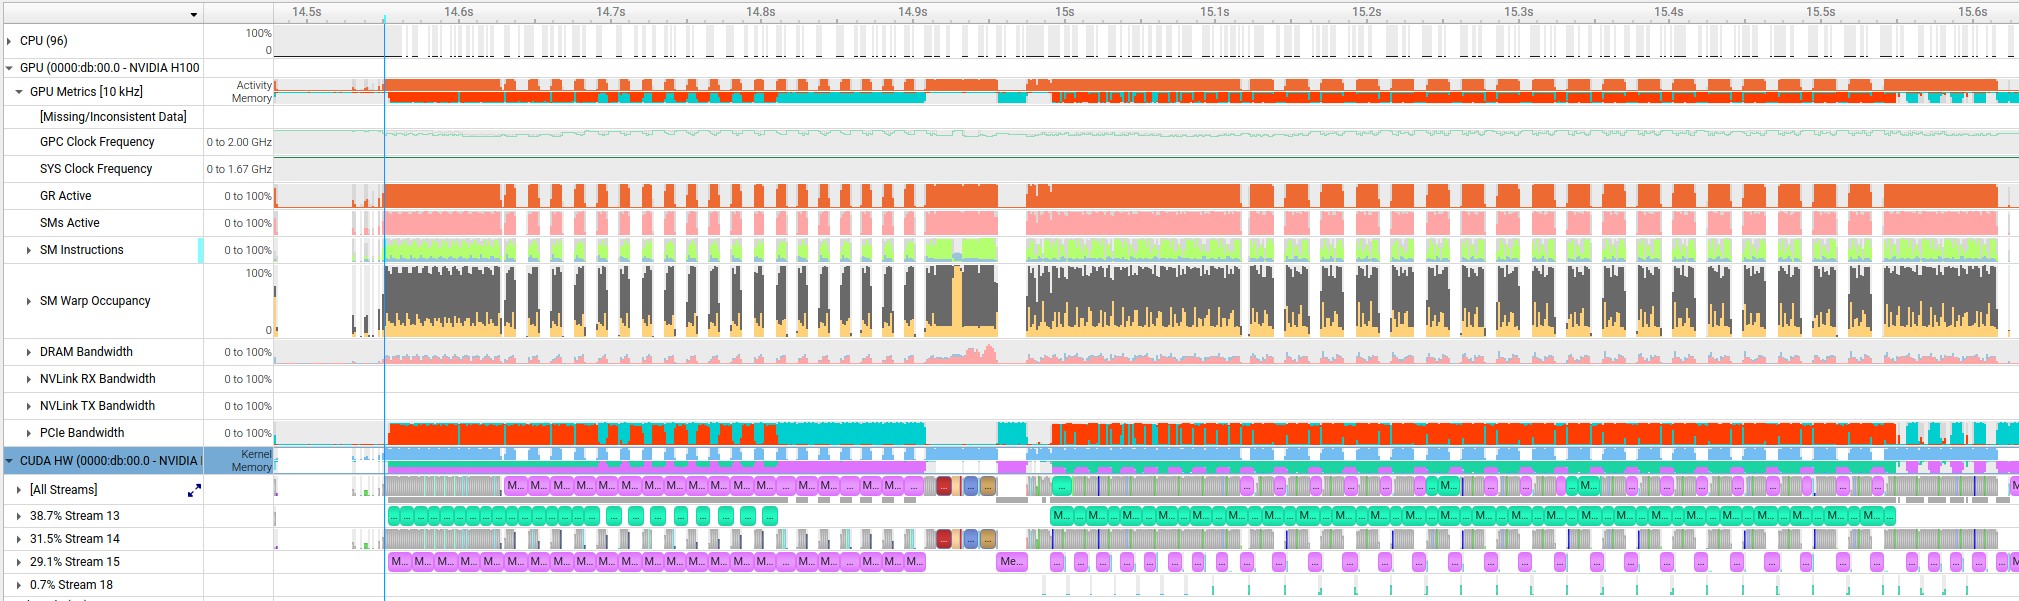 14.5s 14.6s 14.7s 14.8s 14.9s 15s 15.1s 15.2s 15.3s 15.4s 15.5s 15.6s
CPU (96) 100% 0
GPU (0000:db:00.0 - NVIDIA H100
GPU Metrics [10 kHz] Activity Memory
[Missing/Inconsistent Data]
GPC Clock Frequency 0 to 2.00 GHz
SYS Clock Frequency 0 to 1.67 GHz
GR Active 0 to 100%
SMs Active 0 to 100%
SM Instructions 0 to 100%
SM Warp Occupancy 100% 0
DRAM Bandwidth 0 to 100%
NVLink RX Bandwidth 0 to 100%
NVLink TX Bandwidth 0 to 100%
PCIe Bandwidth 0 to 100%
CUDA HW (0000:db:00.0 - NVIDIA Kernel Memory
[All Streams]
38.7% Stream 13
31.5% Stream 14
29.1% Stream 15 Me...
0.7% Stream 18